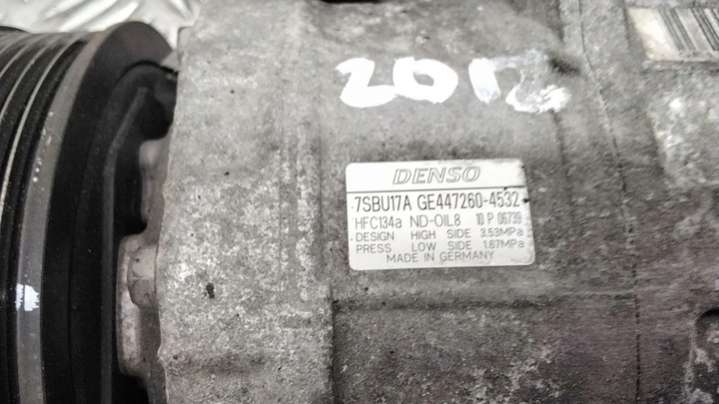 2012
DENSO
7SBU17A GE447260-4532
HFC134a ND-OIL8 10 P 06739
DESIGN HIGH SIDE 3.53MPa
PRESS LOW SIDE 1.67MPa
MADE IN GERMANY